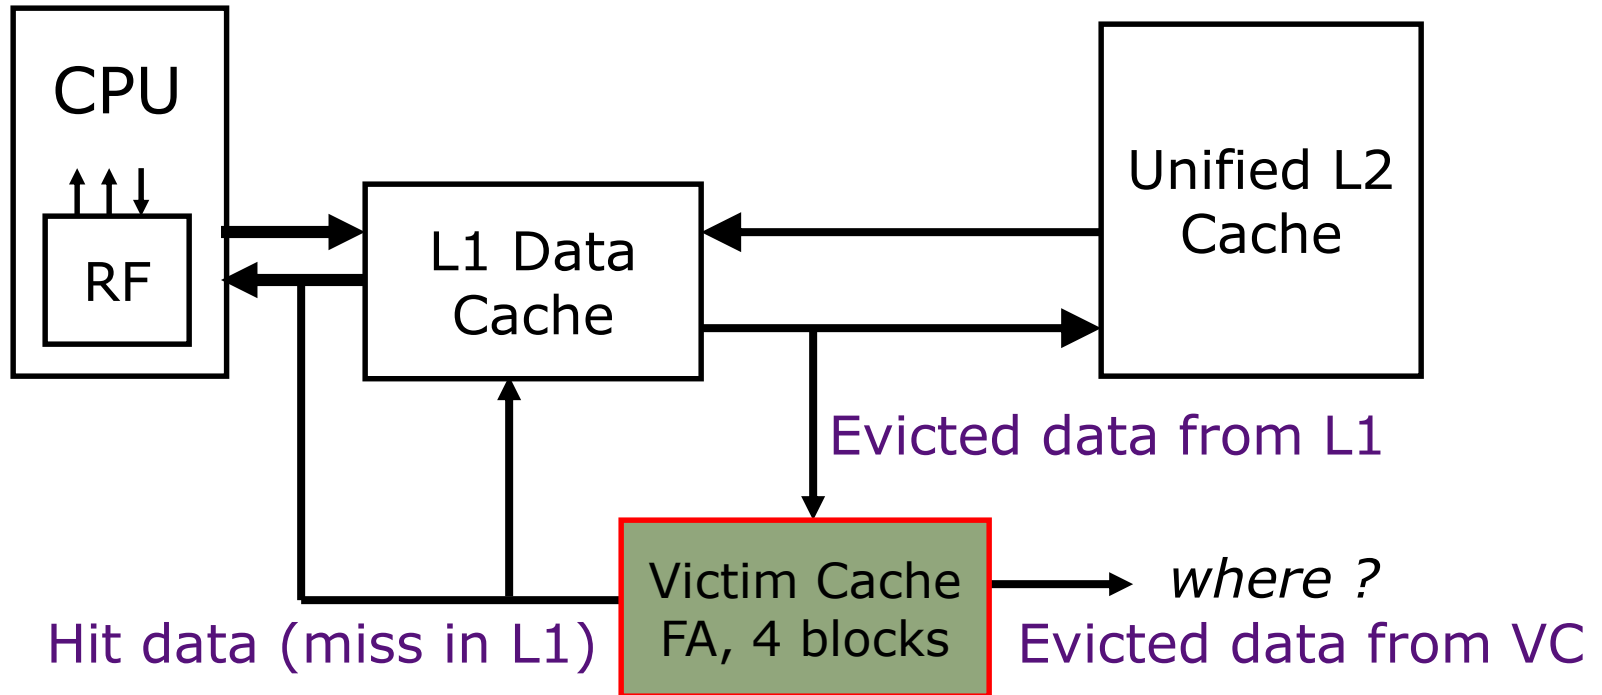 CPU
RF
L1 Data
Cache
Unified L2
Cache
Evicted data from L1
Victim Cache
FA, 4 blocks
where ?
Hit data (miss in L1)
Evicted data from VC